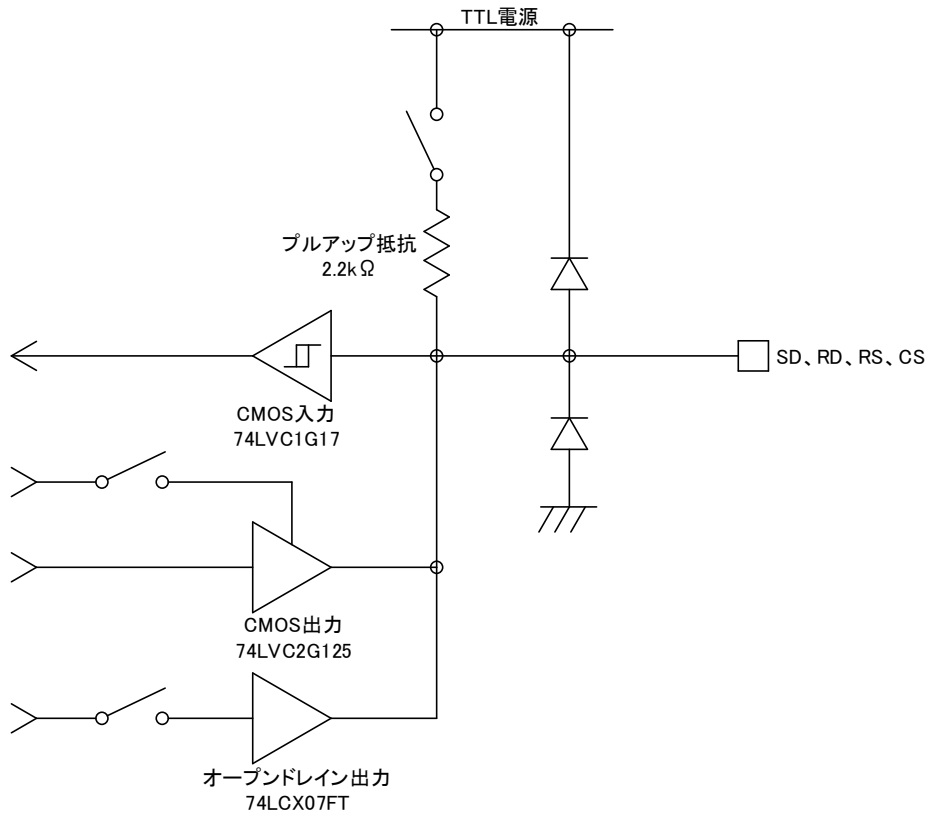 TTL電源
プルアップ抵抗
2.2kΩ
SD、RD、RS、CS
CMOS入力
74LVC1G17
CMOS出力
74LVC2G125
オープンドレイン出力
74LCX07FT